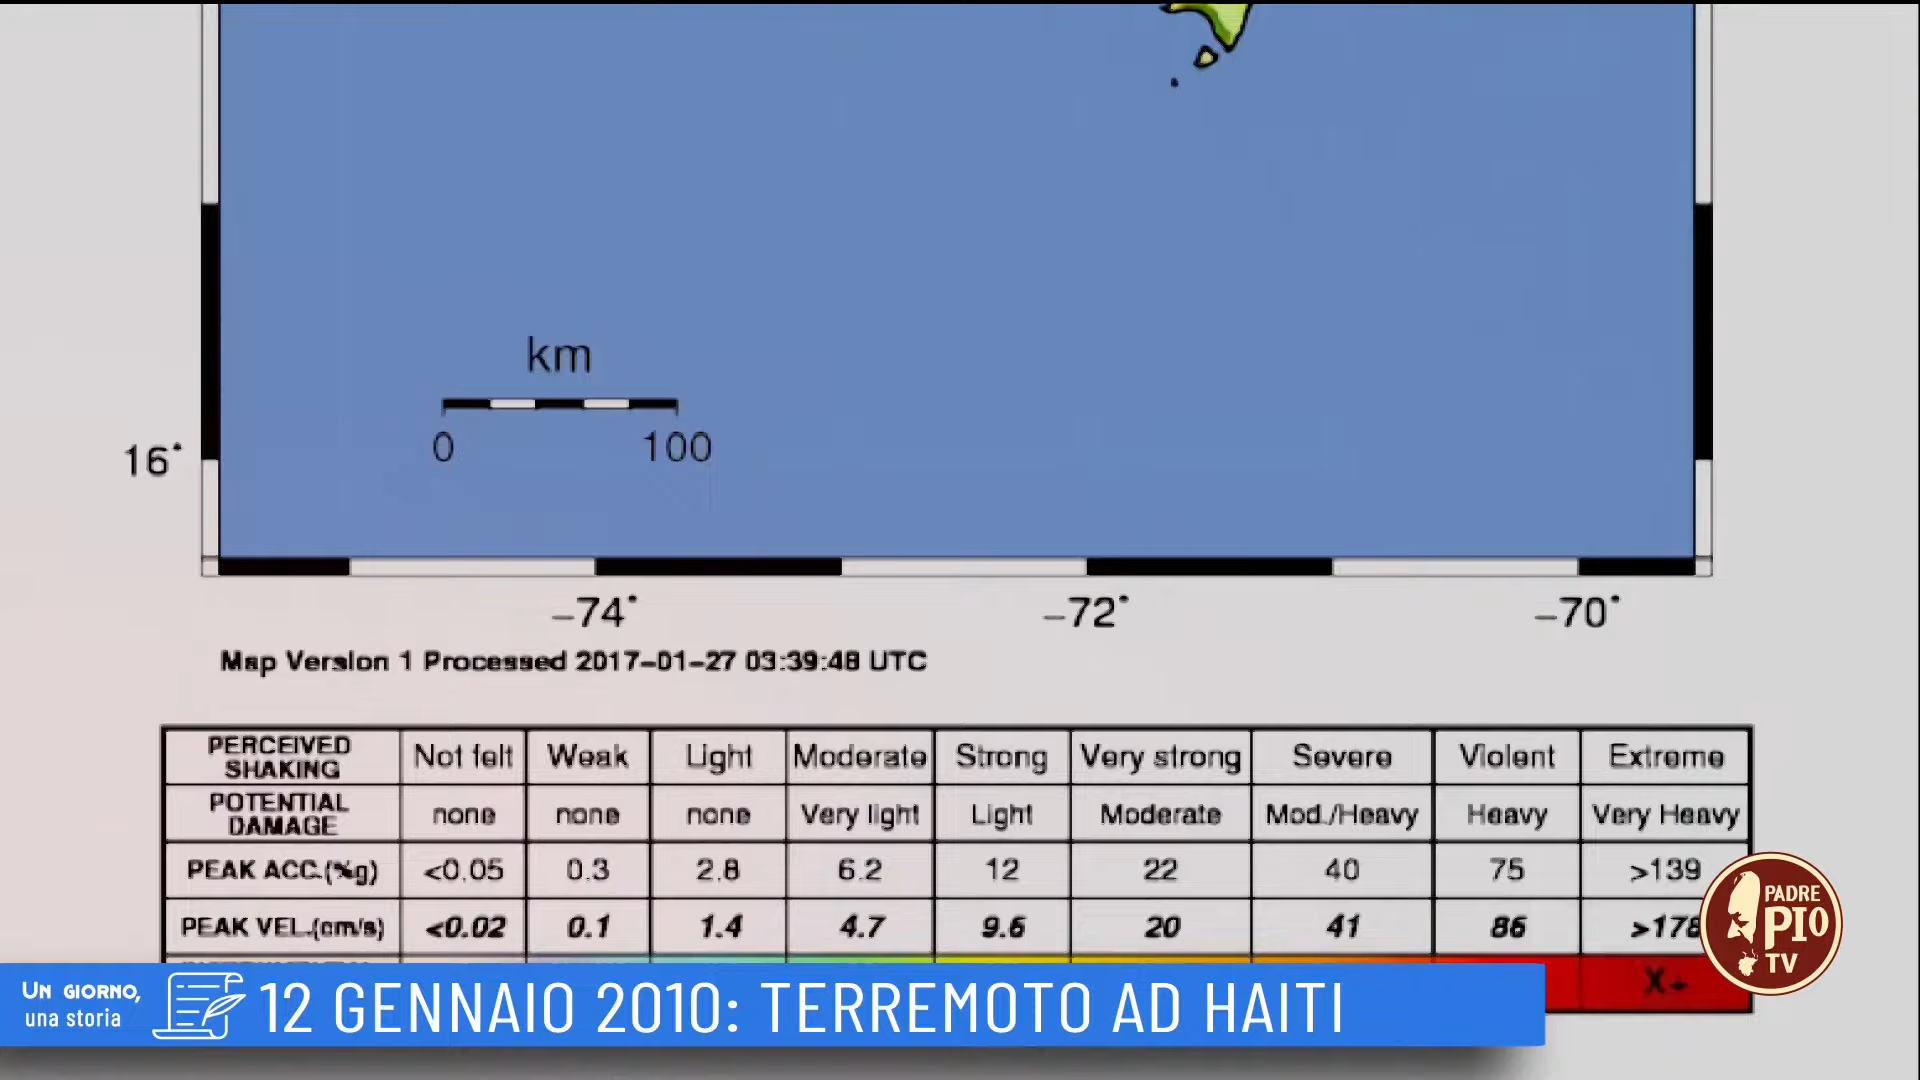 km
0 100
16°
-74° -72° -70°
Map Version 1 Processed 2017-01-27 03:39:48 UTC
PERCEIVED SHAKING Not felt Weak Light Moderate Strong Very strong Severe Violent Extreme
POTENTIAL DAMAGE none none none Very light Light Moderate Mod./Heavy Heavy Very Heavy
PEAK ACC.(%g) <0.05 0.3 2.8 6.2 12 22 40 75 >139
PEAK VEL.(cm/s) <0.02 0.1 1.4 4.7 9.6 20 41 86 >178
X+
PADRE
PIO
TV
UN GIORNO,
una storia
12 GENNAIO 2010: TERREMOTO AD HAITI